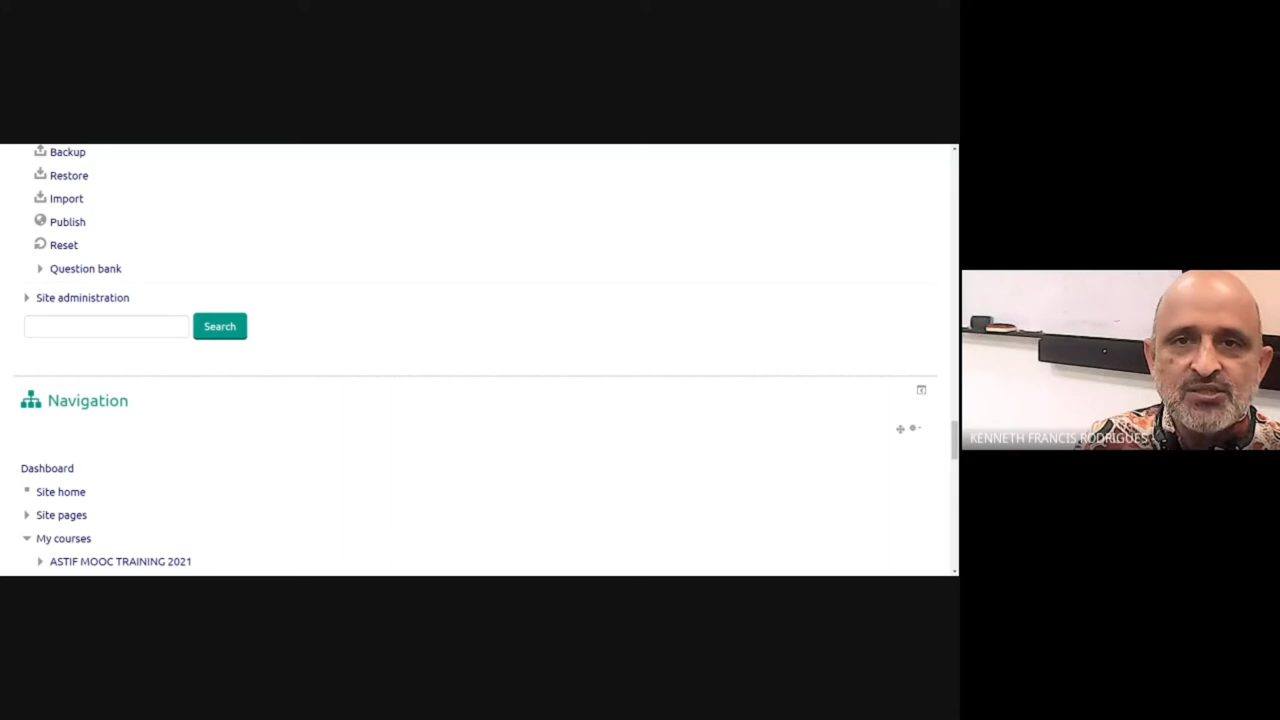 Backup
Restore
Import
Publish
Reset
Question bank
Site administration
Search
Navigation
Dashboard
Site home
Site pages
My courses
ASTIF MOOC TRAINING 2021
KENNETH FRANCIS RODRIGUES